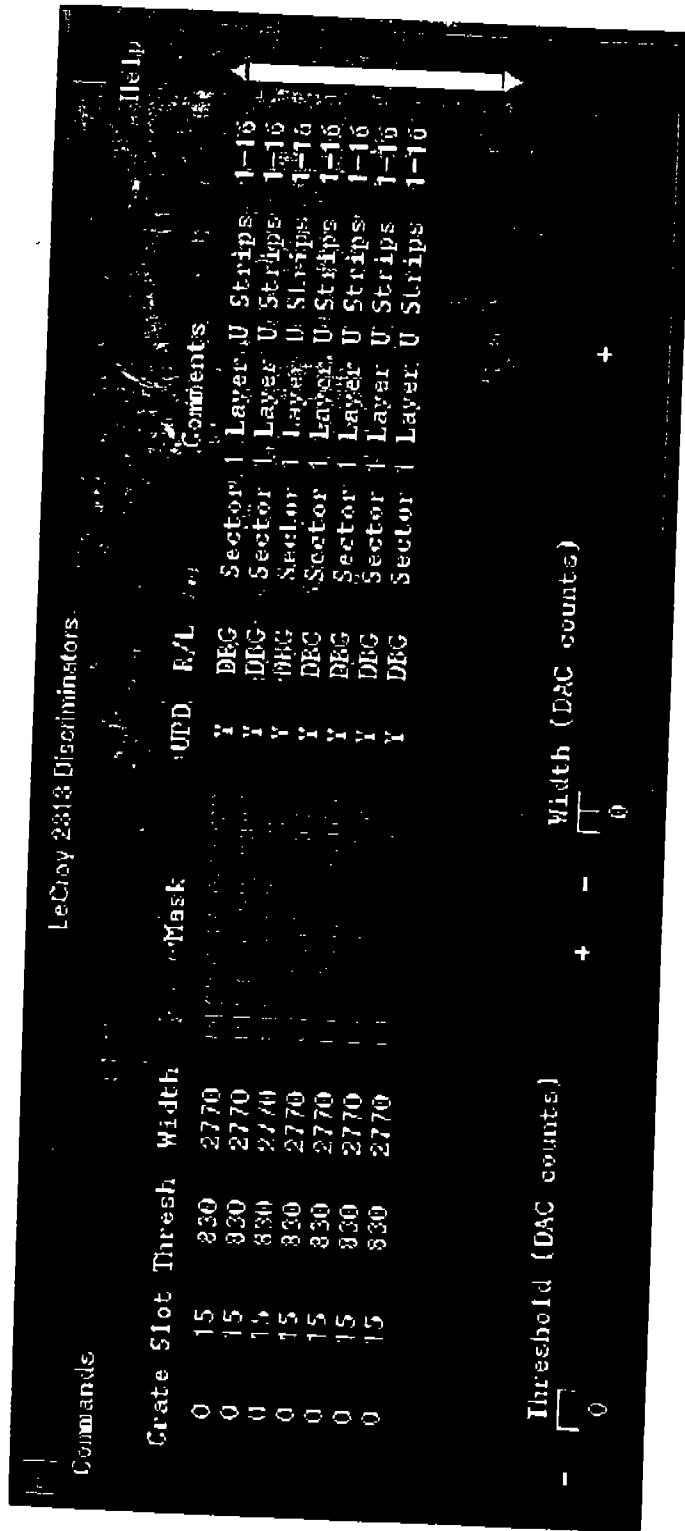 LeCroy 2313 Discriminators
Commands Help
Crate Slot Thresh Width Mask UPD R/L Comments
0 15 830 2770 Y DBG Sector 1 Layer U Strips 1-16
0 15 830 2770 Y DBG Sector 1 Layer U Strips 1-16
0 15 830 2770 Y DBG Sector 1 Layer U Strips 1-16
0 15 830 2770 Y DBG Sector 1 Layer U Strips 1-16
0 15 830 2770 Y DBG Sector 1 Layer U Strips 1-16
0 15 830 2770 Y DBG Sector 1 Layer U Strips 1-16
0 15 830 2770 Y DBG Sector 1 Layer U Strips 1-16
Threshold (DAC counts) Width (DAC counts)
- + - +
0 0